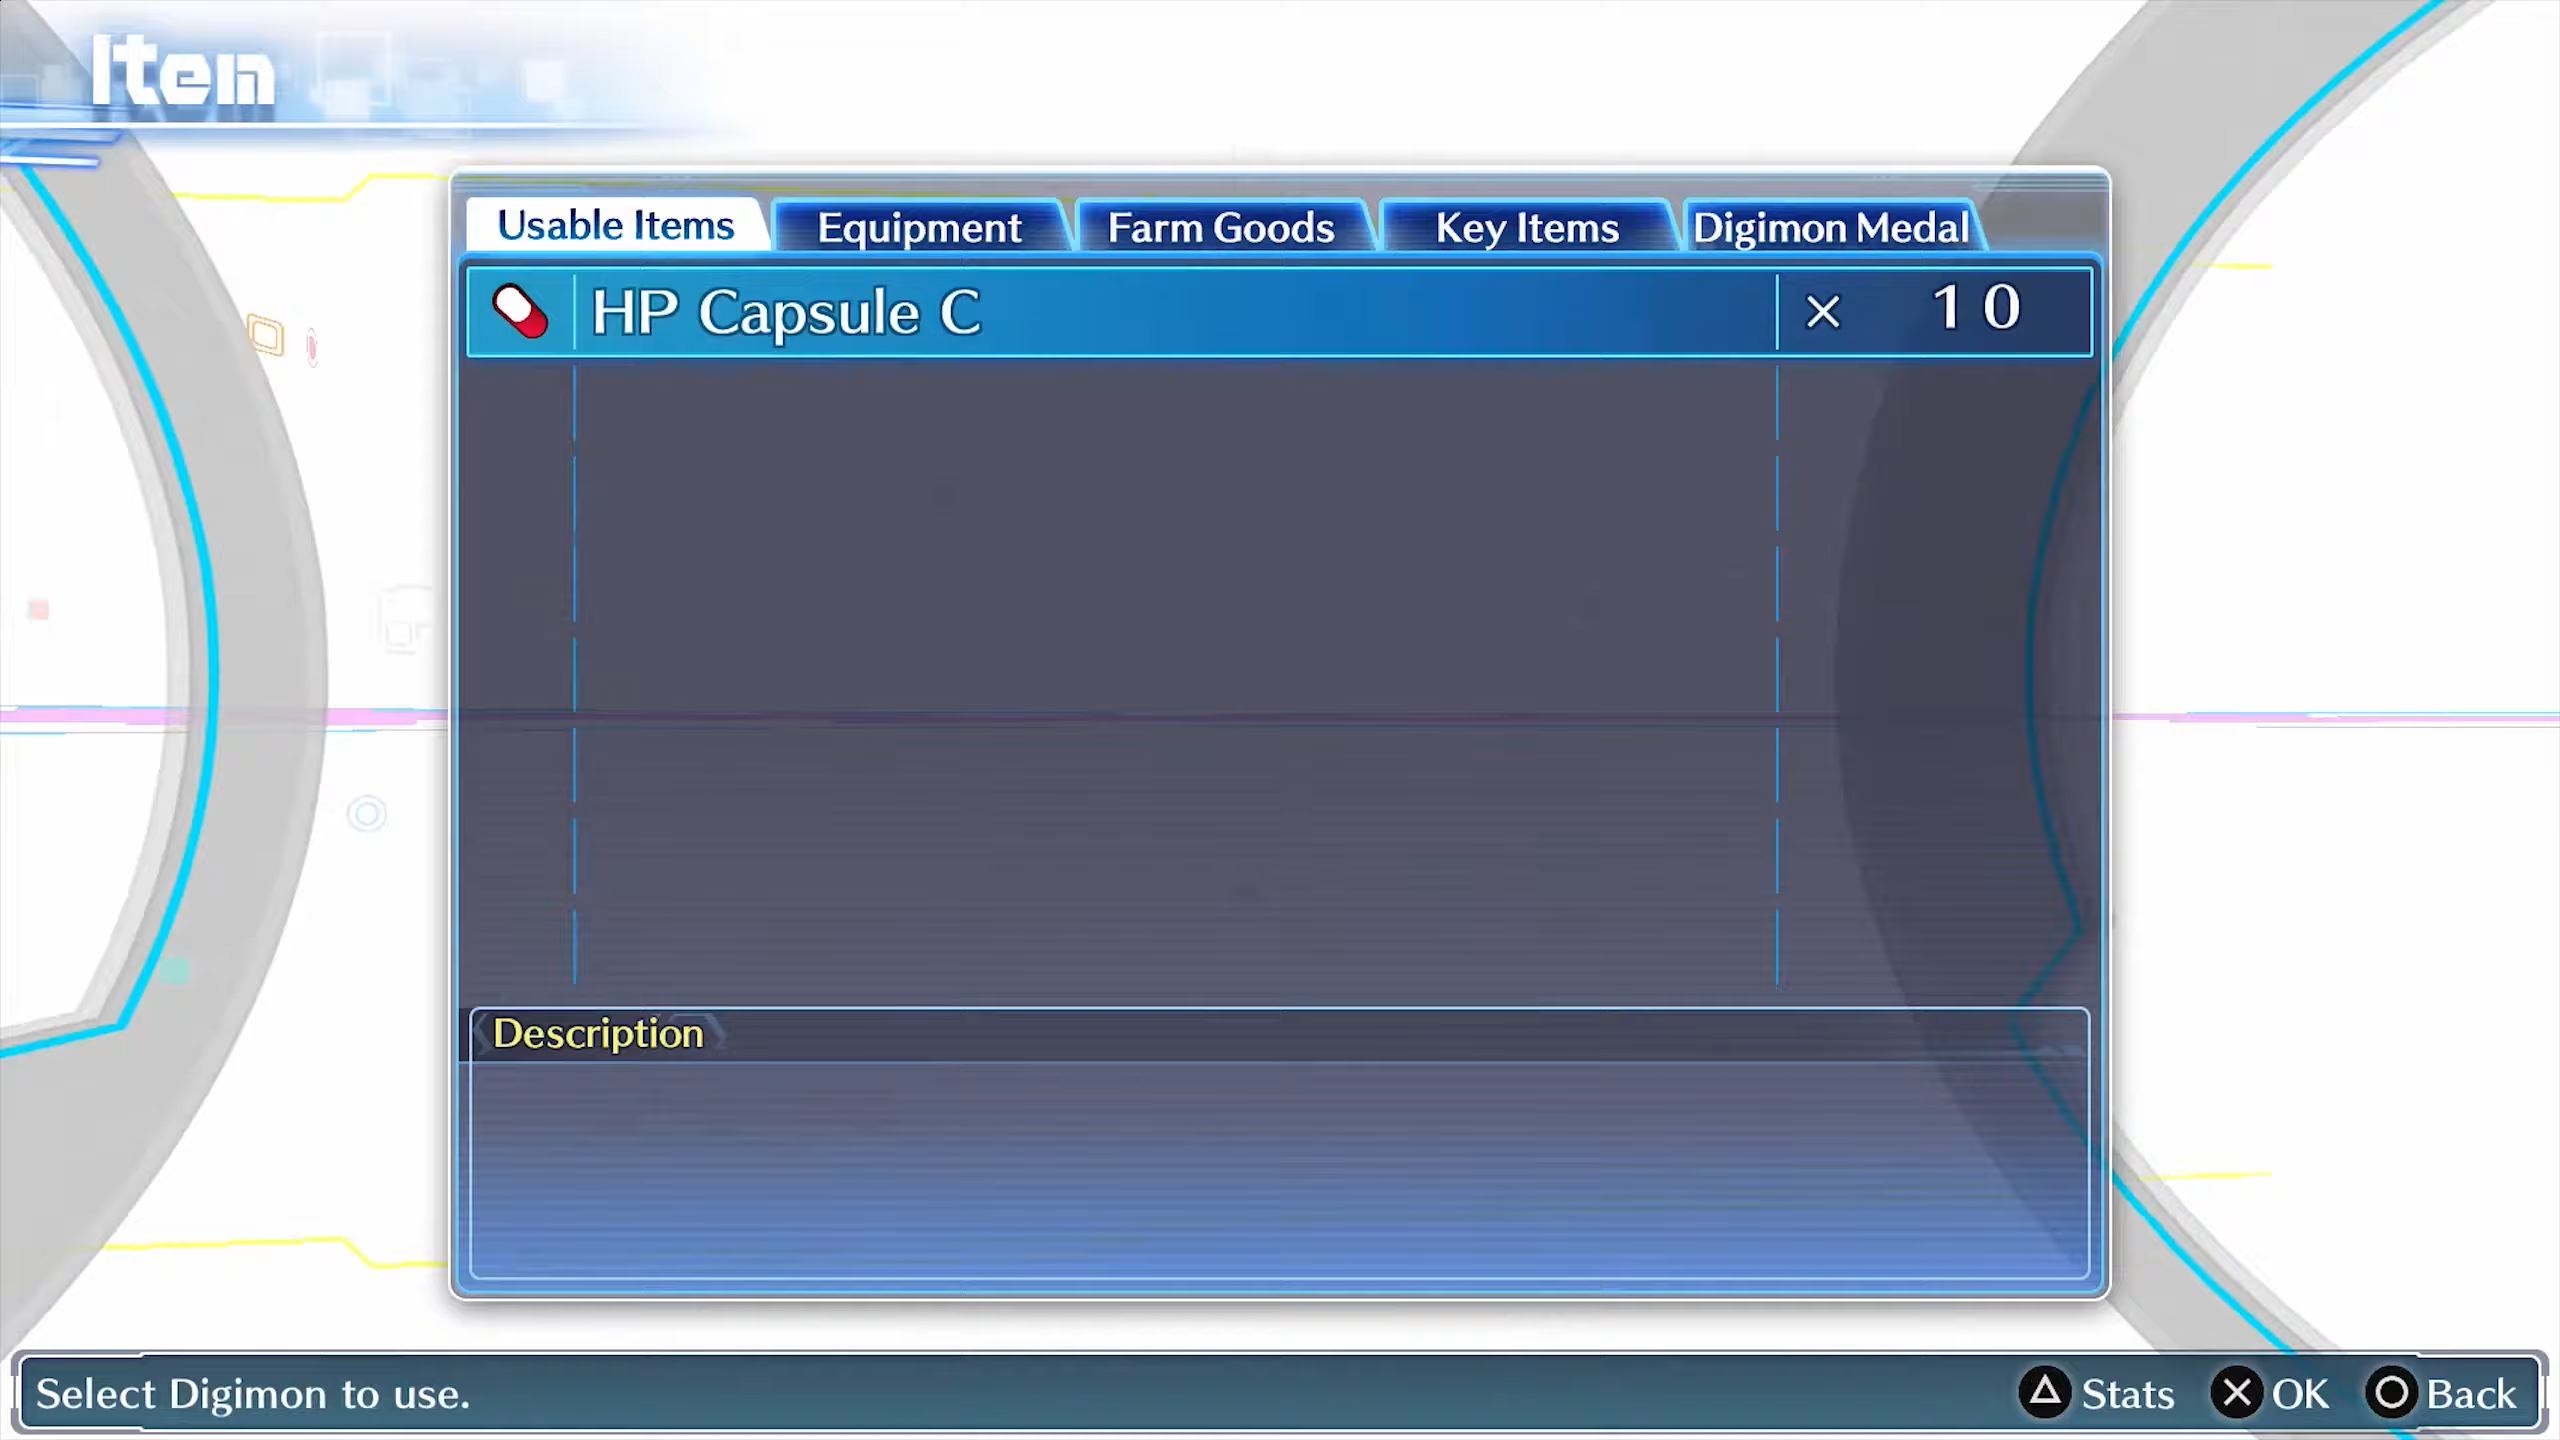 Item
Usable Items Equipment Farm Goods Key Items Digimon Medal
HP Capsule C × 10
Description
Select Digimon to use. Stats OK Back